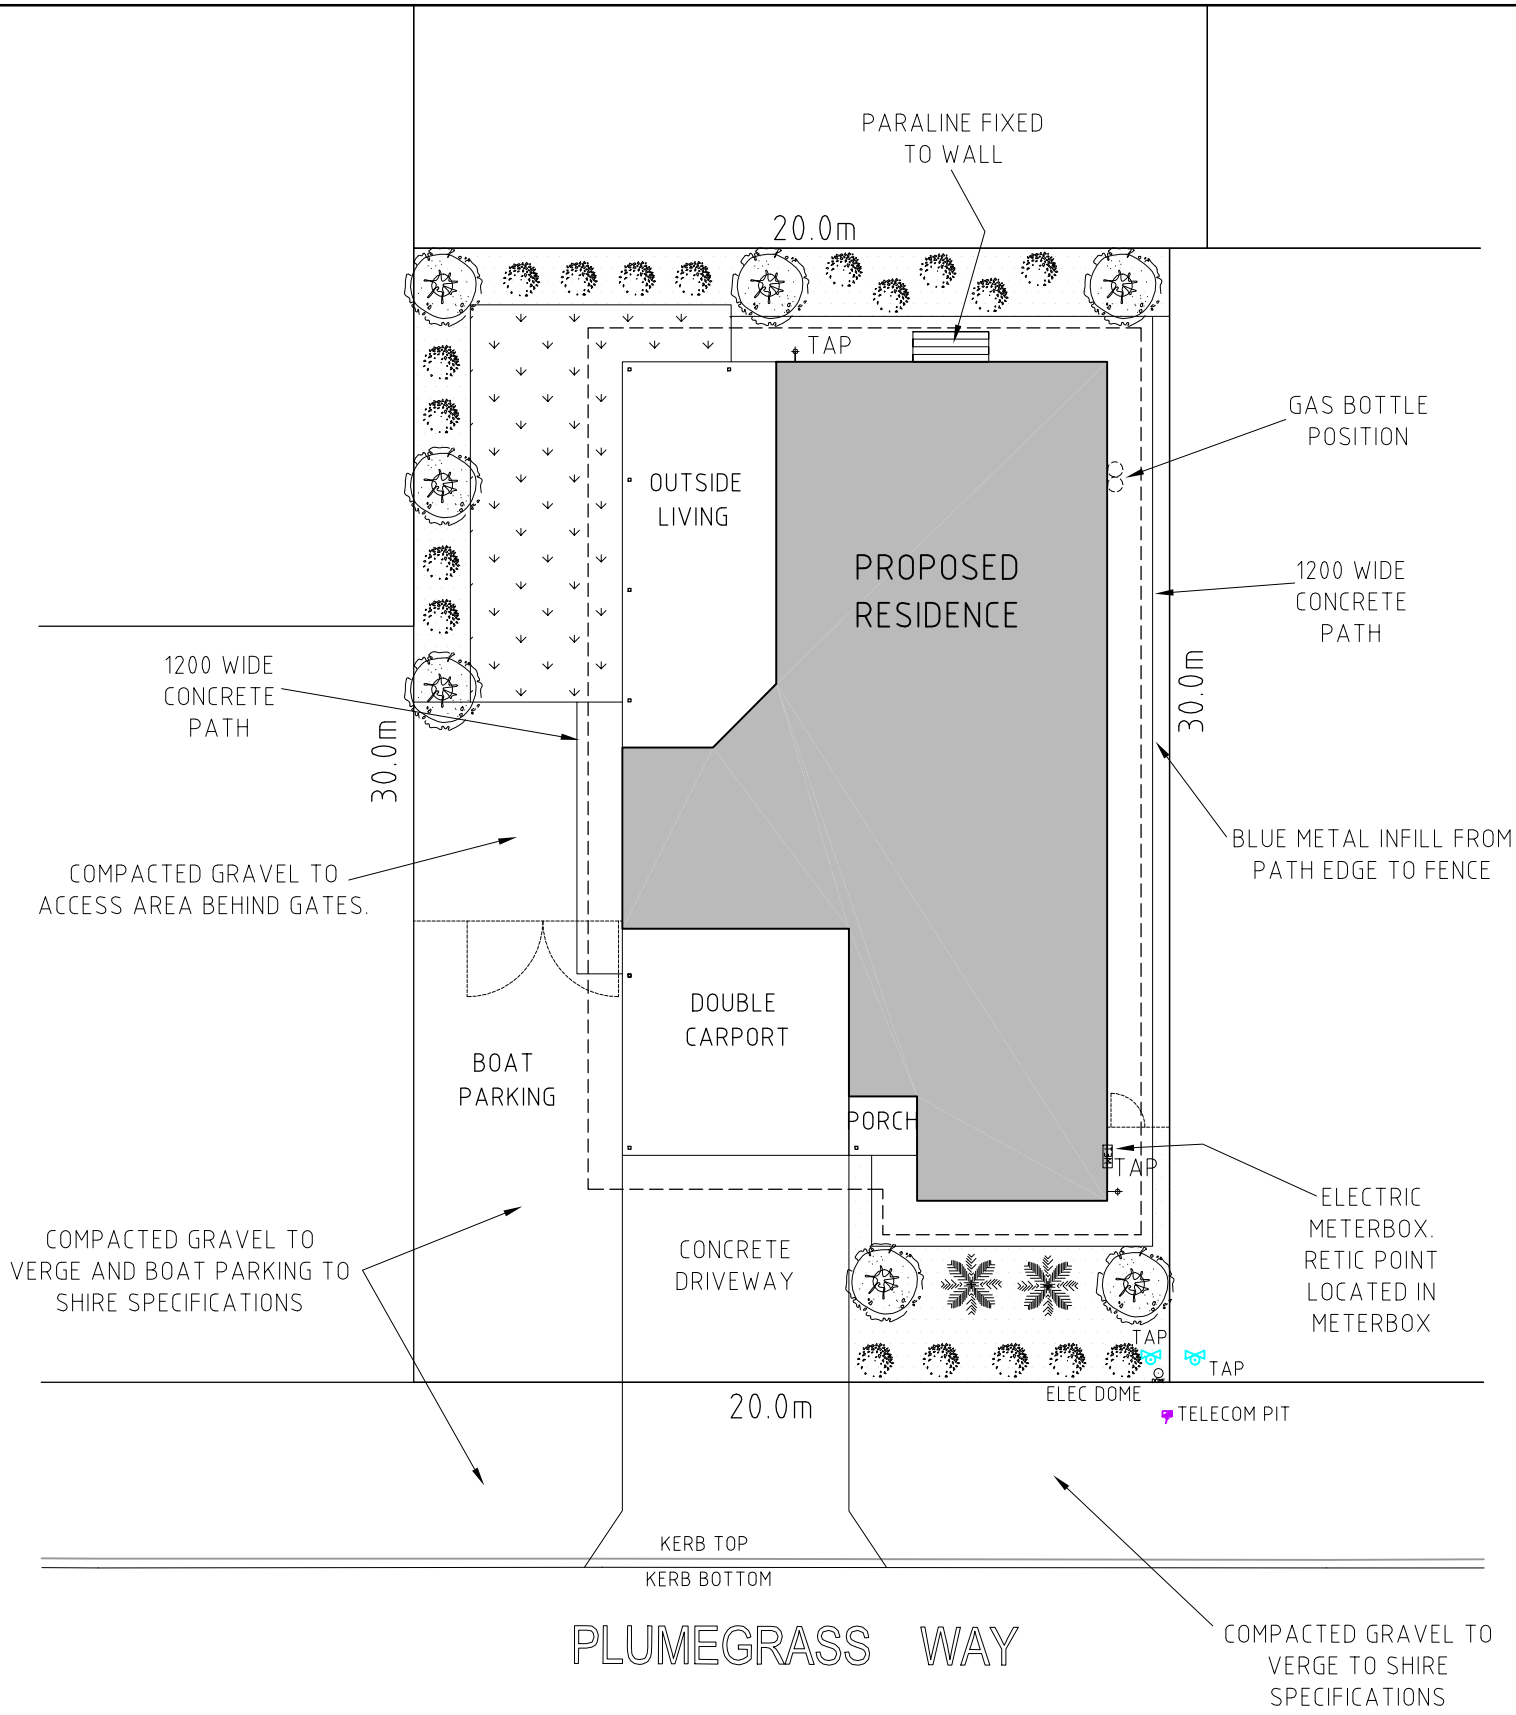 PARALINE FIXED
TO WALL
20.0m
TAP
GAS BOTTLE
POSITION
OUTSIDE
LIVING
PROPOSED
RESIDENCE
1200 WIDE
CONCRETE
PATH
1200 WIDE
CONCRETE
PATH
30.0m
30.0m
BLUE METAL INFILL FROM
PATH EDGE TO FENCE
COMPACTED GRAVEL TO
ACCESS AREA BEHIND GATES.
DOUBLE
CARPORT
BOAT
PARKING
PORCH
TAP
ELECTRIC
METERBOX.
RETIC POINT
LOCATED IN
METERBOX
COMPACTED GRAVEL TO
VERGE AND BOAT PARKING TO
SHIRE SPECIFICATIONS
CONCRETE
DRIVEWAY
TAP
TAP
ELEC DOME
20.0m
TELECOM PIT
KERB TOP
KERB BOTTOM
PLUMEGRASS WAY
COMPACTED GRAVEL TO
VERGE TO SHIRE
SPECIFICATIONS